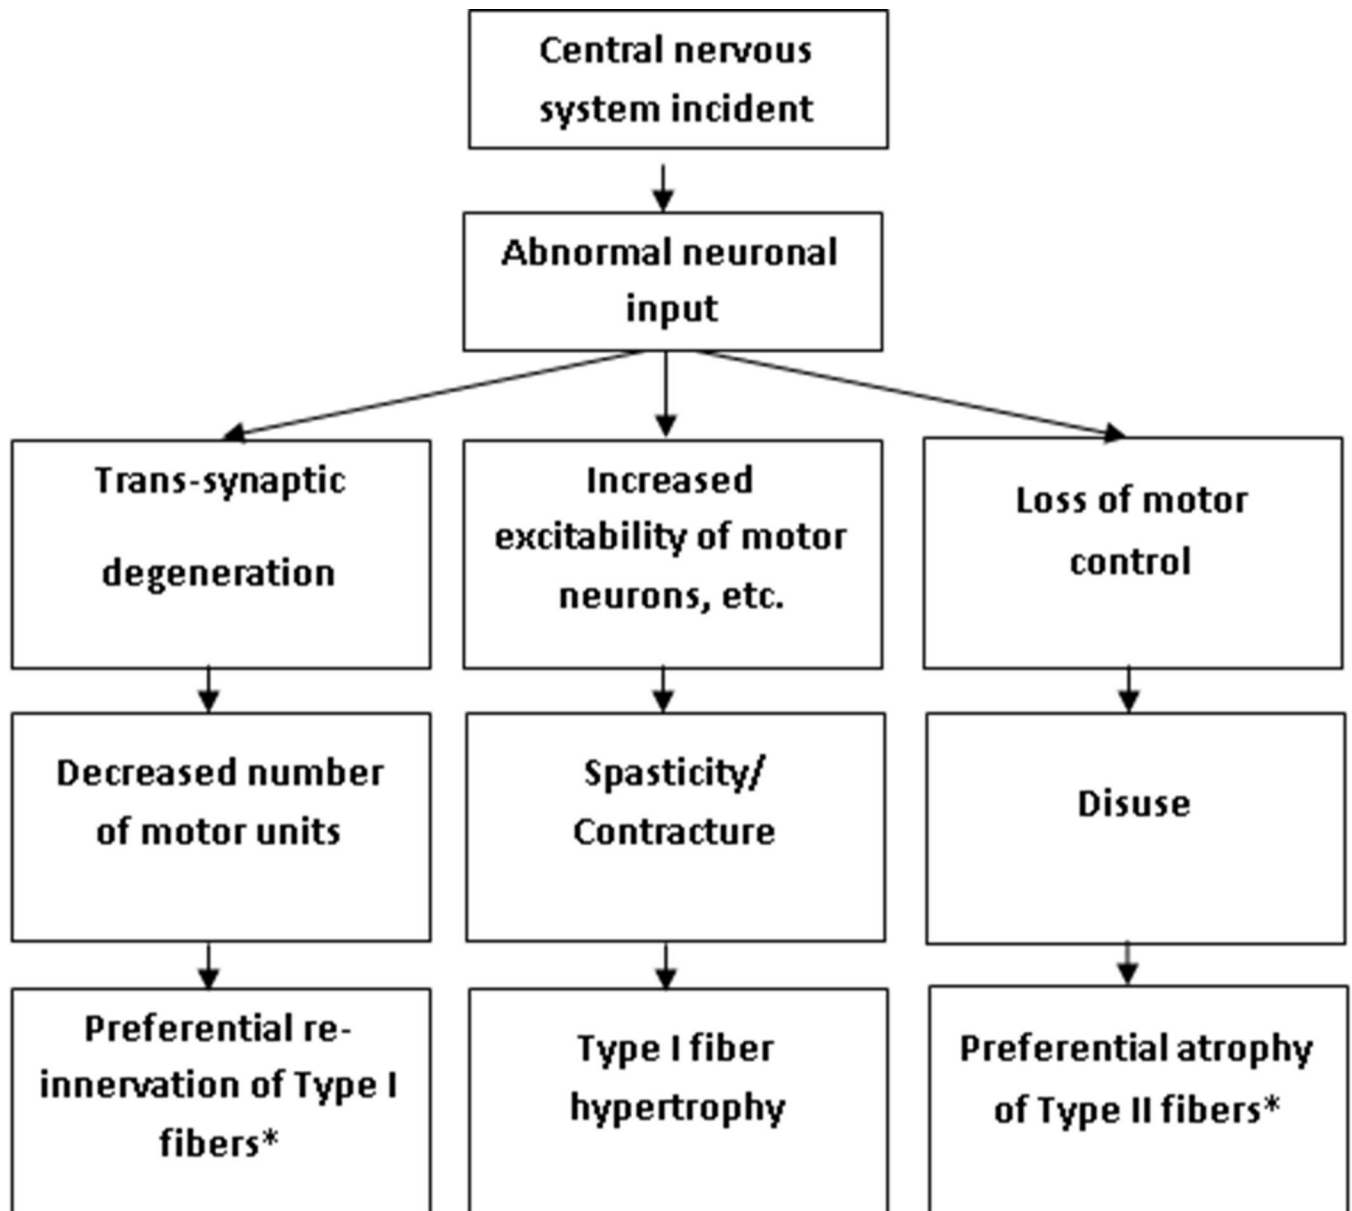 Central nervous
system incident
Abnormal neuronal
input
Trans-synaptic
degeneration
Increased
excitability of motor
neurons, etc.
Loss of motor
control
Decreased number
of motor units
Spasticity/
Contracture
Disuse
Preferential re-
innervation of Type I
fibers*
Type I fiber
hypertrophy
Preferential atrophy
of Type II fibers*